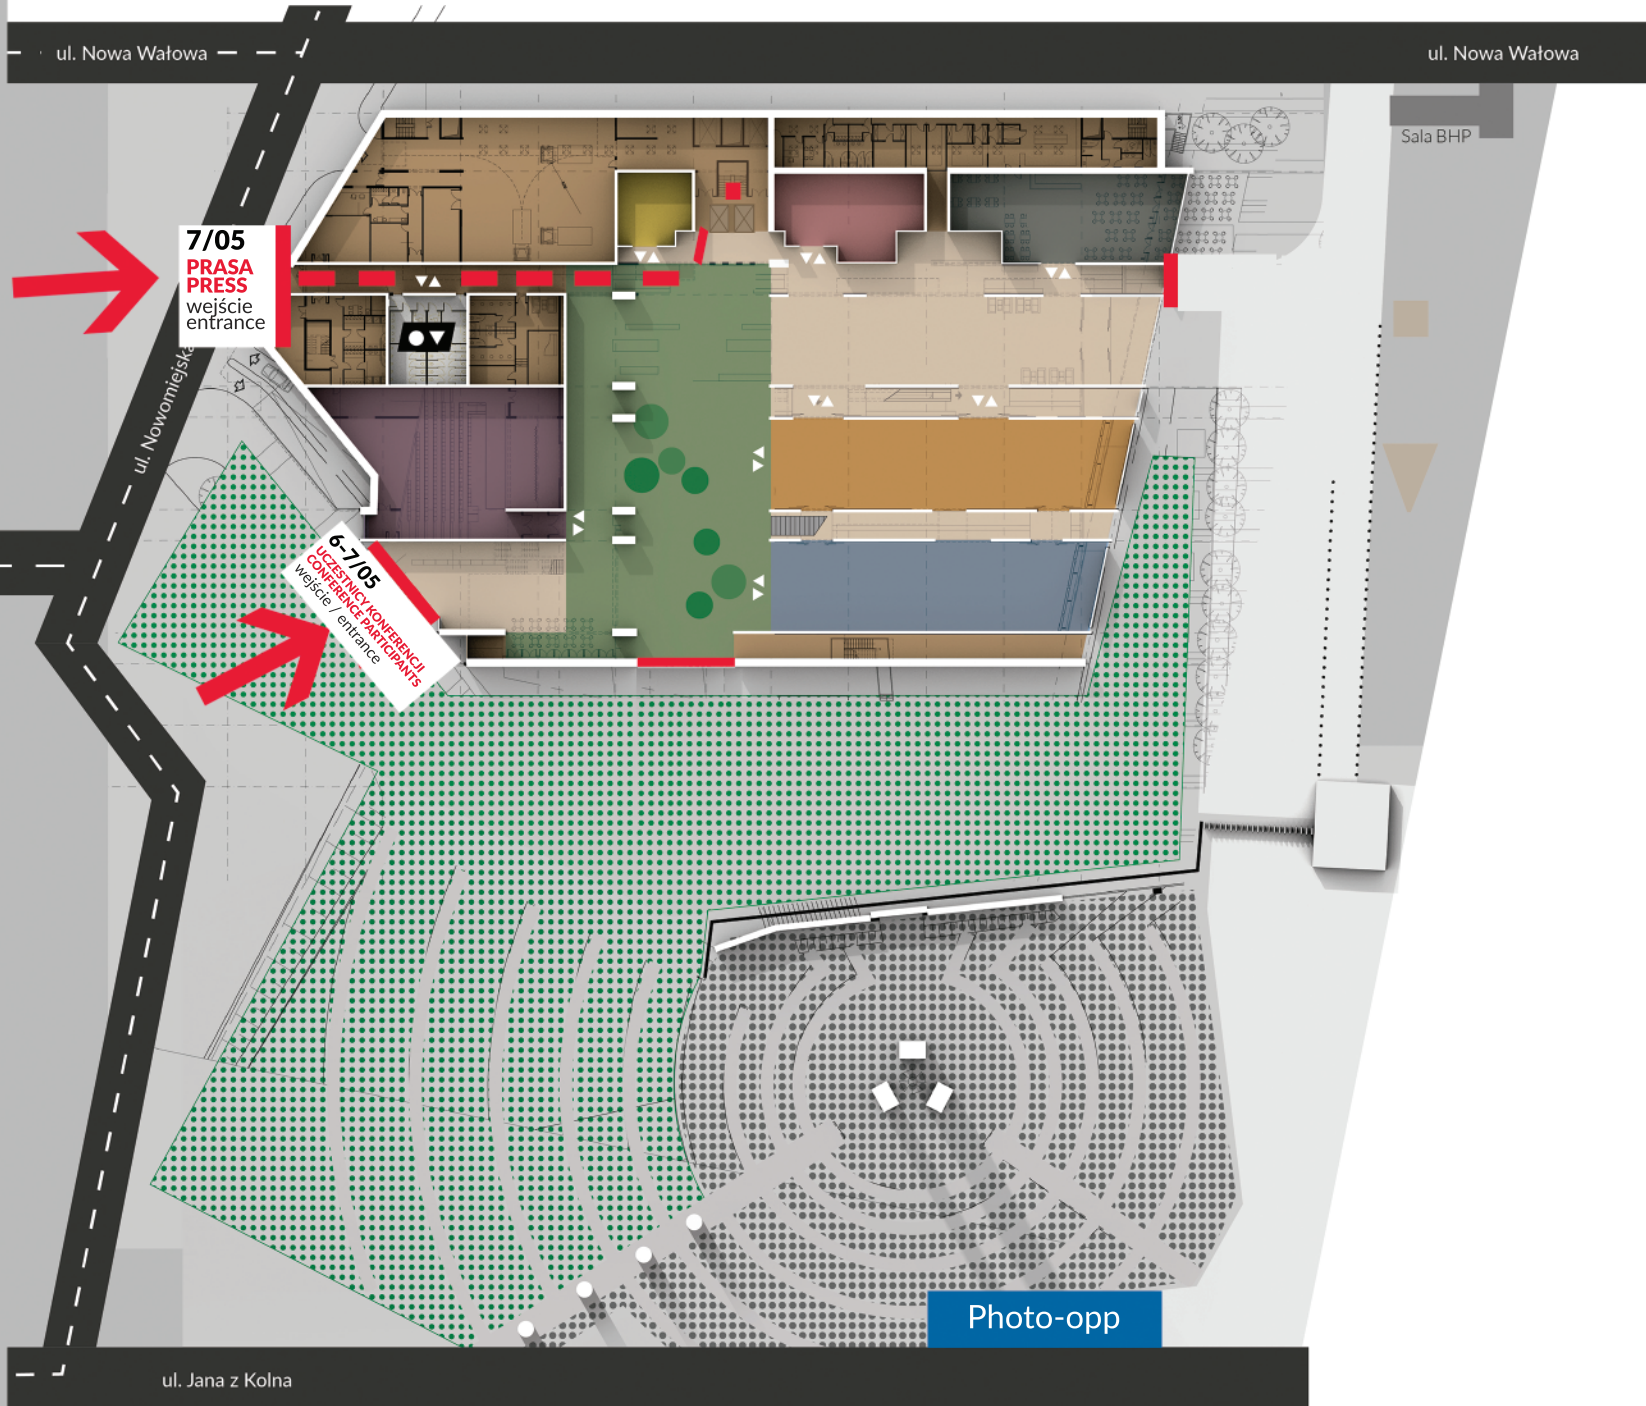 ul. Nowa Wałowa
ul. Nowa Wałowa
Sala BHP
7/05
PRASA
PRESS
wejście
entrance
ul. Nowomiejska
6-7/05
UCZESTNICY KONFERENCJI
CONFERENCE PARTICIPANTS
wejście / entrance
Photo-opp
ul. Jana z Kolna